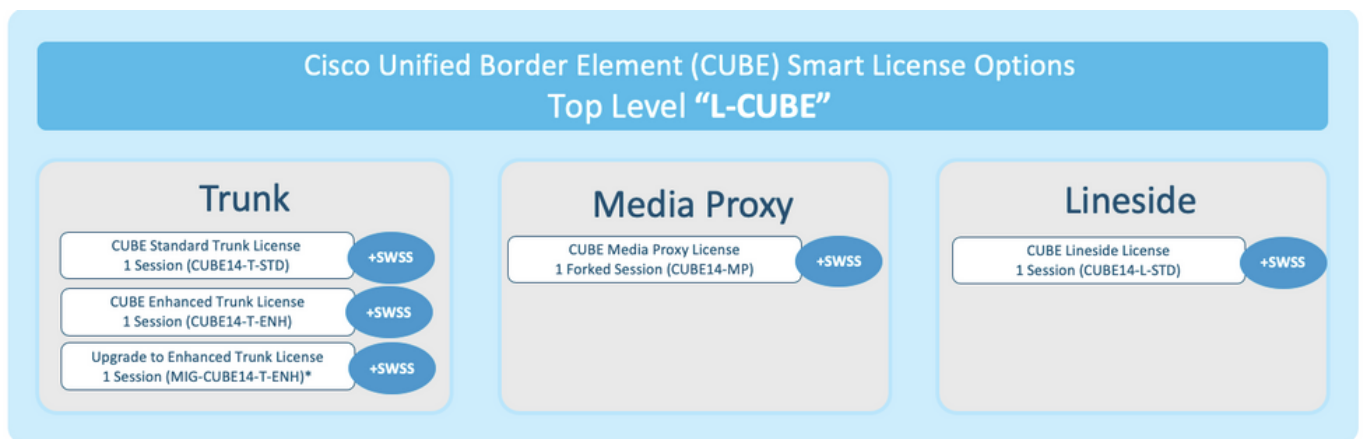 Cisco Unified Border Element (CUBE) Smart License Options
Top Level “L-CUBE”
Trunk
CUBE Standard Trunk License
1 Session (CUBE14-T-STD)
+SWSS
CUBE Enhanced Trunk License
1 Session (CUBE14-T-ENH)
+SWSS
Upgrade to Enhanced Trunk License
1 Session (MIG-CUBE14-T-ENH)*
+SWSS
Media Proxy
CUBE Media Proxy License
1 Forked Session (CUBE14-MP)
+SWSS
Lineside
CUBE Lineside License
1 Session (CUBE14-L-STD)
+SWSS